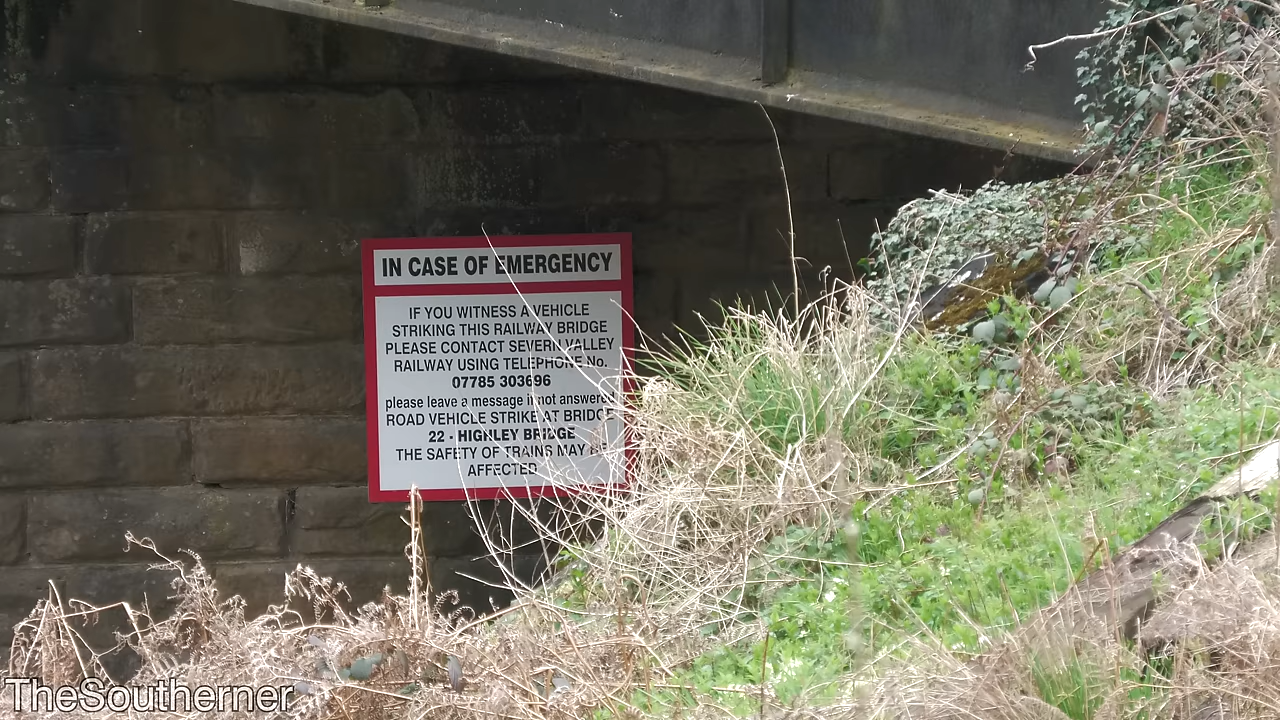 IN CASE OF EMERGENCY
IF YOU WITNESS A VEHICLE
STRIKING THIS RAILWAY BRIDGE
PLEASE CONTACT SEVERN VALLEY
RAILWAY USING TELEPHONE No.
07785 303696
please leave a message if not answered
ROAD VEHICLE STRIKE AT BRIDGE
22 - HIGHLEY BRIDGE
THE SAFETY OF TRAINS MAY BE
AFFECTED
TheSoutherner